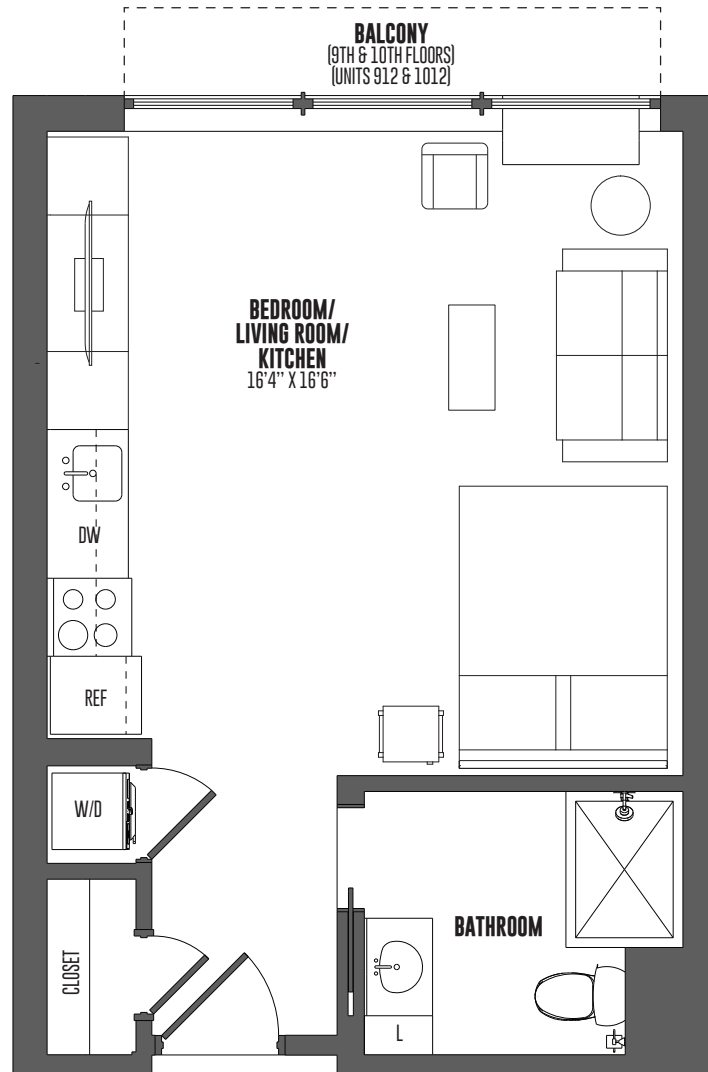 BALCONY
(9TH & 10TH FLOORS)
(UNITS 912 & 1012)
BEDROOM/
LIVING ROOM/
KITCHEN
16'4" X 16'6"
DW
REF
W/D
CLOSET
BATHROOM
L